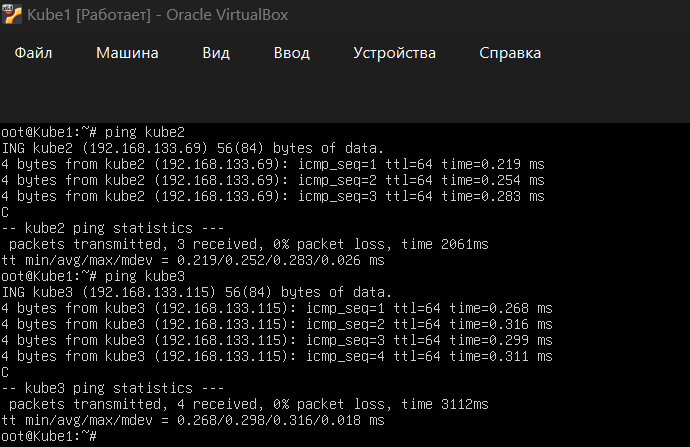 Kube1 [Работает] - Oracle VirtualBox
Файл Машина Вид Ввод Устройства Справка
oot@Kube1:~# ping kube2
ING kube2 (192.168.133.69) 56(84) bytes of data.
4 bytes from kube2 (192.168.133.69): icmp_seq=1 ttl=64 time=0.219 ms
4 bytes from kube2 (192.168.133.69): icmp_seq=2 ttl=64 time=0.254 ms
4 bytes from kube2 (192.168.133.69): icmp_seq=3 ttl=64 time=0.283 ms
C
-- kube2 ping statistics ---
packets transmitted, 3 received, 0% packet loss, time 2061ms
tt min/avg/max/mdev = 0.219/0.252/0.283/0.026 ms
oot@Kube1:~# ping kube3
ING kube3 (192.168.133.115) 56(84) bytes of data.
4 bytes from kube3 (192.168.133.115): icmp_seq=1 ttl=64 time=0.268 ms
4 bytes from kube3 (192.168.133.115): icmp_seq=2 ttl=64 time=0.316 ms
4 bytes from kube3 (192.168.133.115): icmp_seq=3 ttl=64 time=0.299 ms
4 bytes from kube3 (192.168.133.115): icmp_seq=4 ttl=64 time=0.311 ms
C
-- kube3 ping statistics ---
packets transmitted, 4 received, 0% packet loss, time 3112ms
tt min/avg/max/mdev = 0.268/0.298/0.316/0.018 ms
oot@Kube1:~#